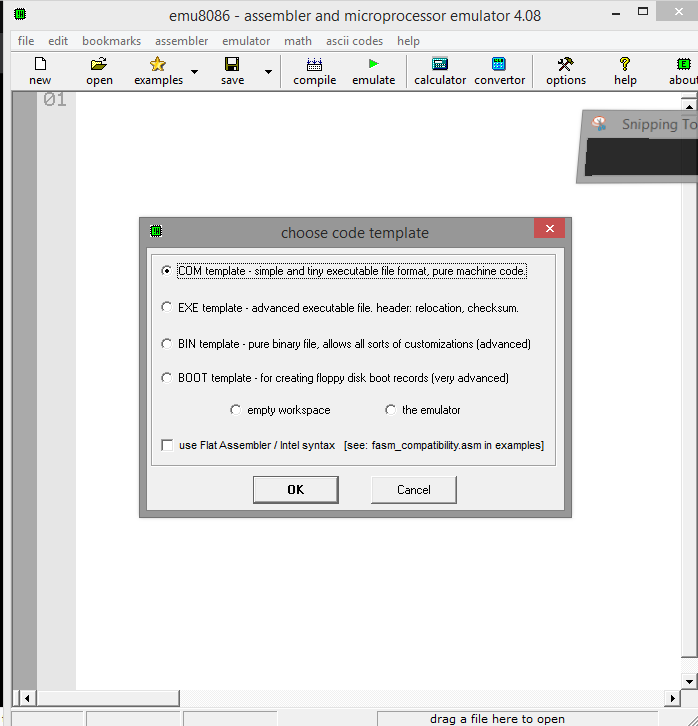 emu8086 - assembler and microprocessor emulator 4.08
file edit bookmarks assembler emulator math ascii codes help
new open examples save compile emulate calculator convertor options help about
01
Snipping To
choose code template
COM template - simple and tiny executable file format, pure machine code.
EXE template - advanced executable file. header: relocation, checksum.
BIN template - pure binary file, allows all sorts of customizations (advanced)
BOOT template - for creating floppy disk boot records (very advanced)
empty workspace the emulator
use Flat Assembler / Intel syntax [see: fasm_compatibility.asm in examples]
OK Cancel
drag a file here to open